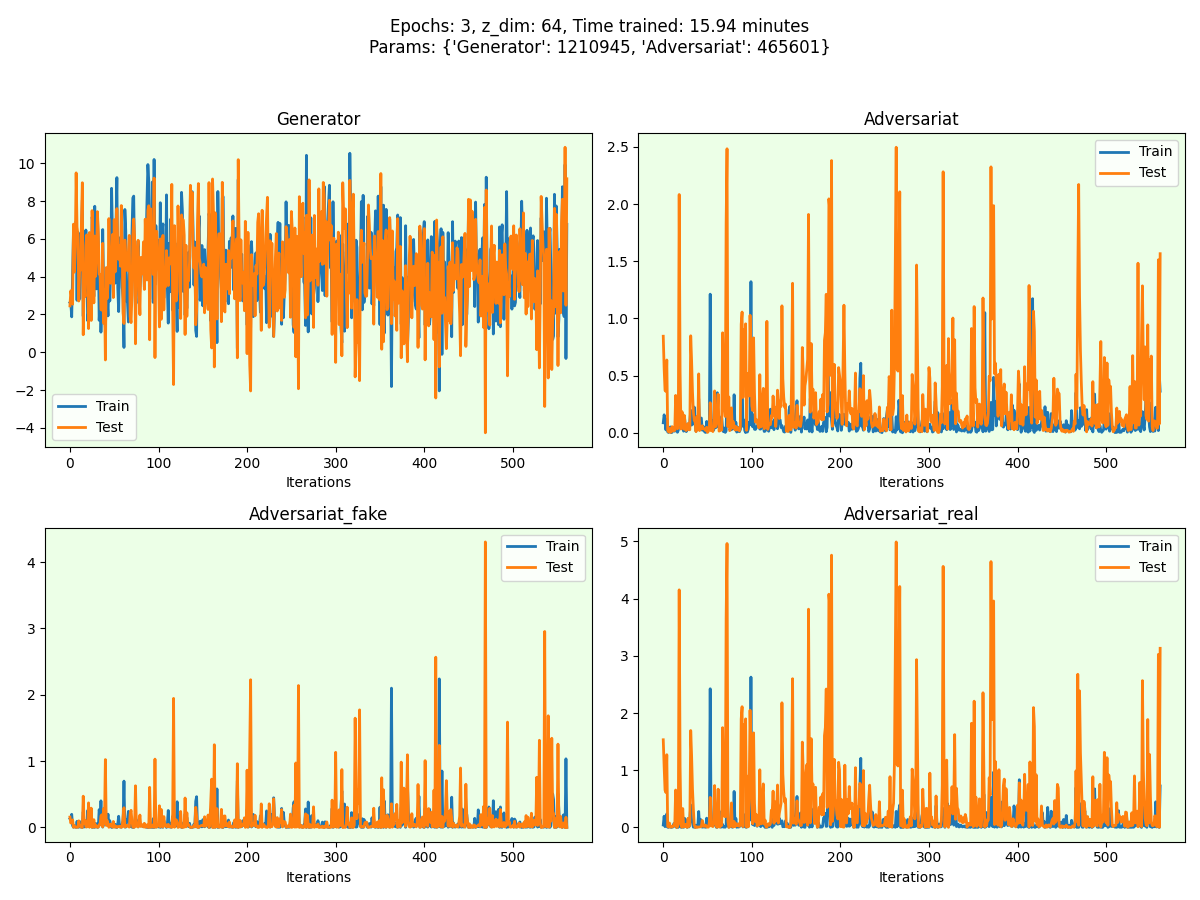 Epochs: 3, z_dim: 64, Time trained: 15.94 minutes
Params: {'Generator': 1210945, 'Adversariat': 465601}
Generator
10
8
6
4
2
0
−2
−4
Train
Test
0 100 200 300 400 500
Iterations
Adversariat
2.5
2.0
1.5
1.0
0.5
0.0
Train
Test
0 100 200 300 400 500
Iterations
Adversariat_fake
4
3
2
1
0
Train
Test
0 100 200 300 400 500
Iterations
Adversariat_real
5
4
3
2
1
0
Train
Test
0 100 200 300 400 500
Iterations